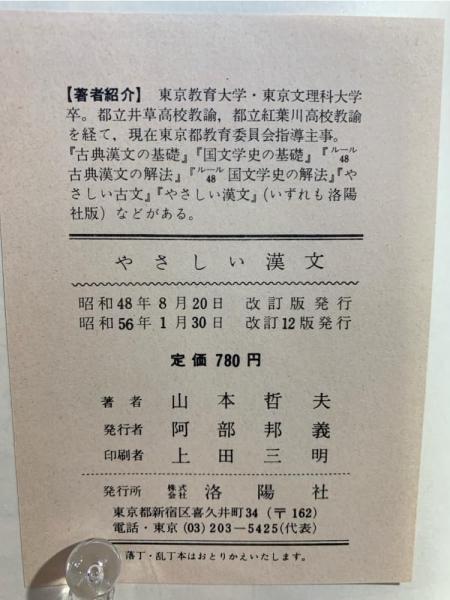 【著者紹介】 東京教育大学・東京文理科大学
卒。都立井草高校教諭，都立紅葉川高校教諭
を経て，現在東京都教育委員会指導主事。
『古典漢文の基礎』『国文学史の基礎』『ルール48
古典漢文の解法』『ルール48国文学史の解法』『や
さしい古文』『やさしい漢文』(いずれも洛陽
社版) などがある。
やさしい漢文
昭和48年 8月20日 改訂版発行
昭和56年 1月30日 改訂12版発行
定価 780円
著者 山本哲夫
発行者 阿部邦義
印刷者 上田三明
発行所 株式会社 洛陽社
東京都新宿区喜久井町34 (〒162)
電話・東京 (03) 203－5425(代表)
落丁・乱丁本はおとりかえいたします。